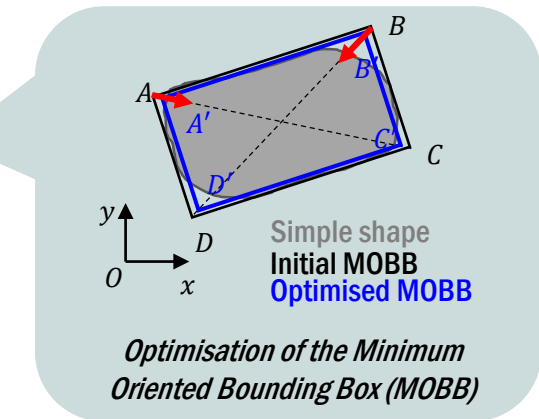 B
A
B'
A'
C'
C
D'
y
D
Simple shape
Initial MOBB
O
x
Optimised MOBB
Optimisation of the Minimum
Oriented Bounding Box (MOBB)